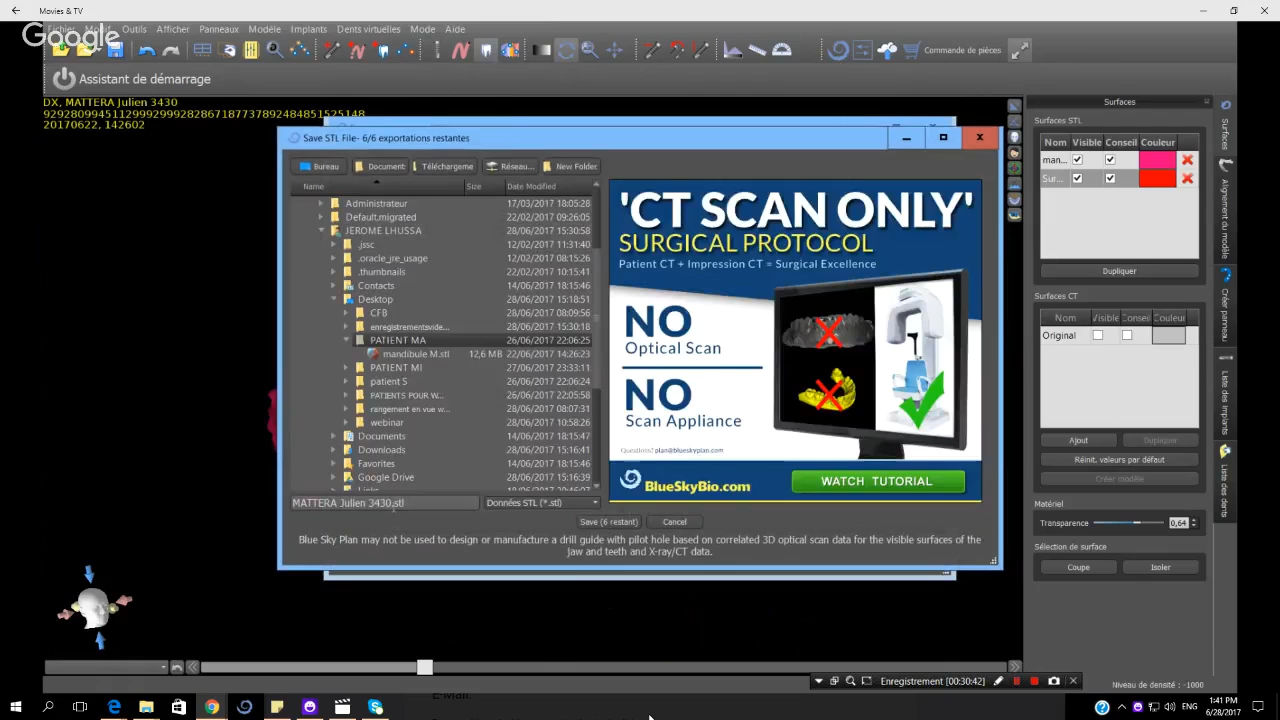 Movies & TV
Google
Fichier Modif Outils Afficher Panneaux Modèle Implants Dents virtuelles Mode Aide
Commande de pièces
Assistant de démarrage
DX, MATTERA Julien 3430
20170622, 142602
Save STL File- 6/6 exportations restantes
Bureau Document: Téléchargeme Réseau... New Folder
Name Size Date Modified
Administrateur 17/03/2017 18:05:28
Default.migrated 22/02/2017 09:26:05
JEROME LHUSSA 28/06/2017 15:30:58
.jssc 12/02/2017 11:31:40
.oracle_jre_usage 12/02/2017 08:15:26
.thumbnails 22/02/2017 10:15:41
Contacts 14/06/2017 18:15:46
Desktop 28/06/2017 15:18:51
CFB 28/06/2017 08:09:56
enregistrementsvide... 28/06/2017 15:30:18
PATIENT MA 26/06/2017 22:06:25
mandibule M.stl 12,6 MB 22/06/2017 14:26:23
PATIENT MI 27/06/2017 23:33:11
patient S 26/06/2017 22:06:24
PATIENTS POUR W... 26/06/2017 22:05:58
rangement en vue w... 28/06/2017 08:07:31
webinar 28/06/2017 10:58:26
Documents 14/06/2017 18:15:47
Downloads 28/06/2017 15:16:41
Favorites 14/06/2017 18:15:46
Google Drive 28/06/2017 15:16:39
MATTERA Julien 3430.stl Données STL (*.stl)
Save (6 restant) Cancel
Blue Sky Plan may not be used to design or manufacture a drill guide with pilot hole based on correlated 3D optical scan data for the visible surfaces of the
jaw and teeth and X-ray/CT data.
'CT SCAN ONLY'
SURGICAL PROTOCOL
Patient CT + Impression CT = Surgical Excellence
NO
Optical Scan
NO
Scan Appliance
Questions? plan@blueskyplan.com
BlueSkyBio.com
WATCH TUTORIAL
Surfaces
Surfaces STL
Nom Visible Conseil Couleur
man...
Sur...
Dupliquer
Surfaces CT
Nom Visible Conseil Couleur
Original
Ajout Dupliquer
Réinit. valeurs par défaut
Créer modèle
Matériel
Transparence 0,64
Sélection de surface
Coupe Isoler
Surfaces
Alignement du modèle
Créer panneau
Liste des implants
Liste des dents
Enregistrement [00:30:42]
Niveau de densité : -1000
E-Mail:
ENG
1:41 PM
6/28/2017